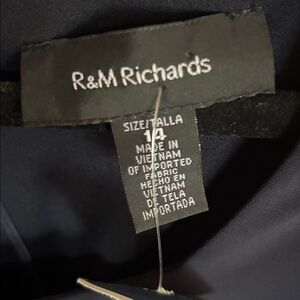 R&M Richards
SIZE/TALLA
14
MADE IN
VIETNAM
OF IMPORTED
FABRIC
HECHO EN
VIETNAM
DE TELA
IMPORTADA